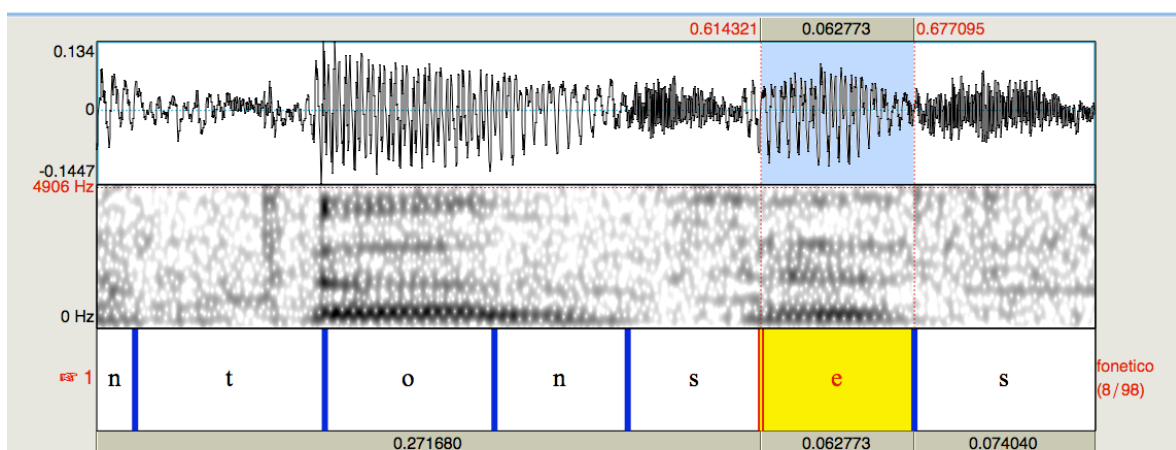 0.614321 0.062773 0.677095
0.134
0
-0.1447
4906 Hz
0 Hz
☞ 1 n t o n s e s fonetico
(8 / 98)
0.271680 0.062773 0.074040